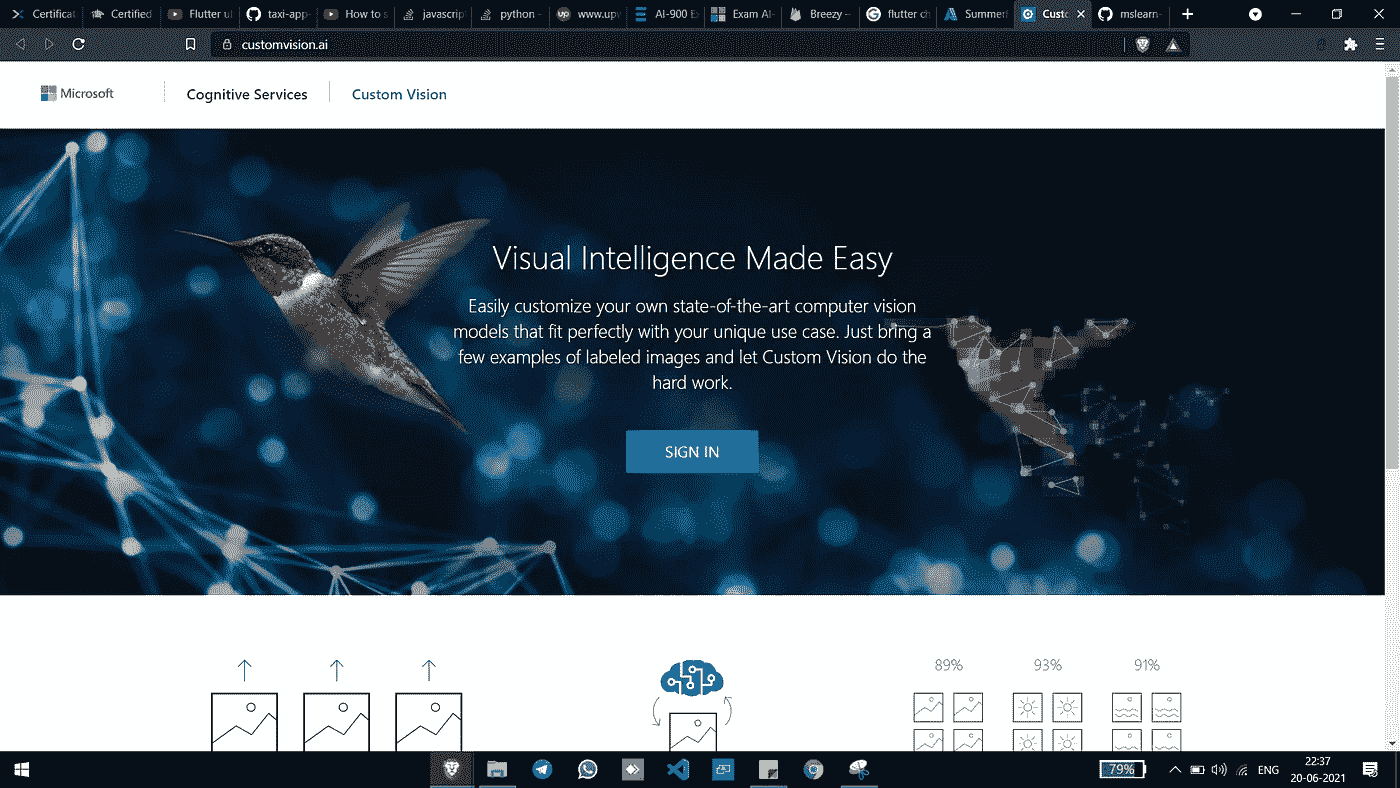 Certificat
Certified
Flutter ul
taxi-app-
How to s
javascrip
python -
www.upv
AI-900 E
Exam AI-
Breezy –
flutter ch
Summerl
Custo
mslearn-
customvision.ai
Microsoft
Cognitive Services
Custom Vision
Visual Intelligence Made Easy
Easily customize your own state-of-the-art computer vision
models that fit perfectly with your unique use case. Just bring a
few examples of labeled images and let Custom Vision do the
hard work.
SIGN IN
89%
93%
91%
79%
ENG
22:37
20-06-2021